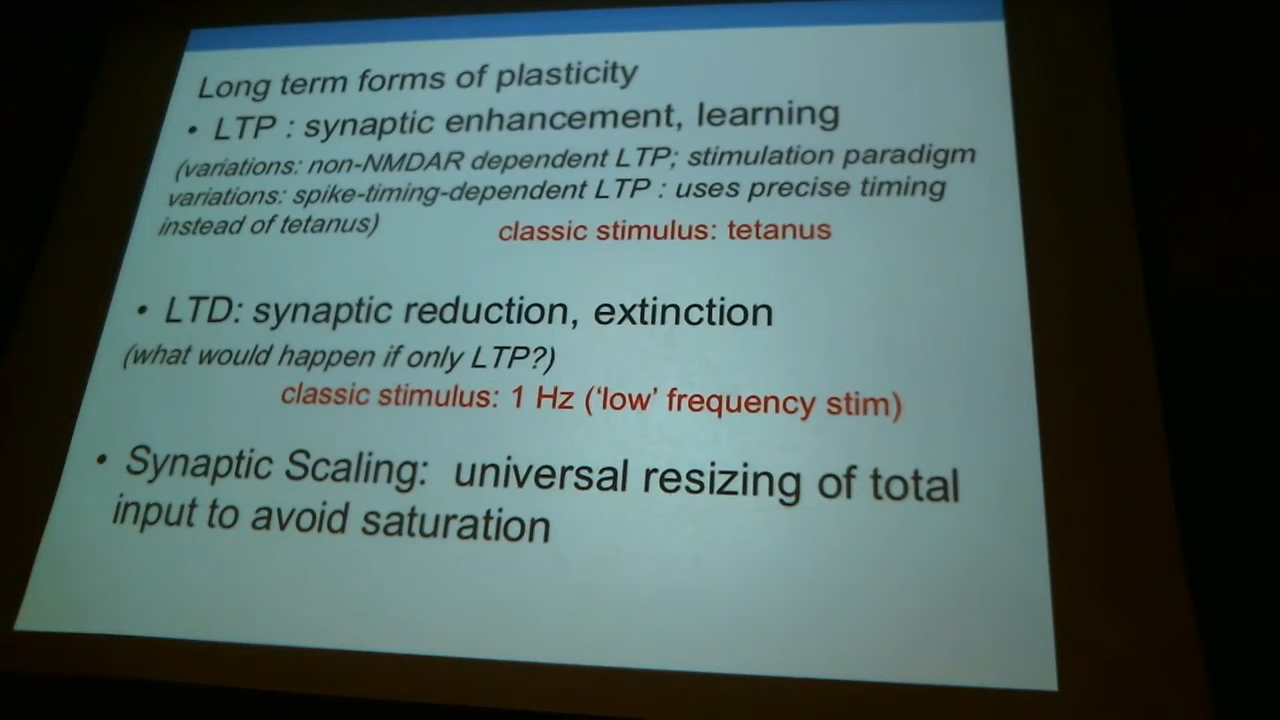 Long term forms of plasticity
• LTP : synaptic enhancement, learning
(variations: non-NMDAR dependent LTP; stimulation paradigm
variations: spike-timing-dependent LTP : uses precise timing
instead of tetanus)
classic stimulus: tetanus
• LTD: synaptic reduction, extinction
(what would happen if only LTP?)
classic stimulus: 1 Hz (‘low’ frequency stim)
• Synaptic Scaling: universal resizing of total
input to avoid saturation